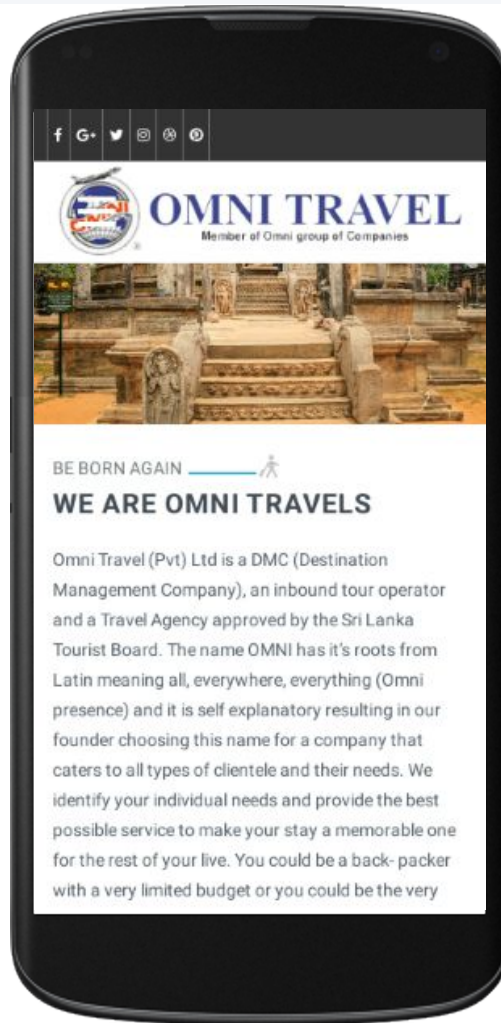 OMNI TRAVEL
Member of Omni group of Companies
BE BORN AGAIN
WE ARE OMNI TRAVELS
Omni Travel (Pvt) Ltd is a DMC (Destination
Management Company), an inbound tour operator
and a Travel Agency approved by the Sri Lanka
Tourist Board. The name OMNI has it's roots from
Latin meaning all, everywhere, everything (Omni
presence) and it is self explanatory resulting in our
founder choosing this name for a company that
caters to all types of clientele and their needs. We
identify your individual needs and provide the best
possible service to make your stay a memorable one
for the rest of your live. You could be a back- packer
with a very limited budget or you could be the very